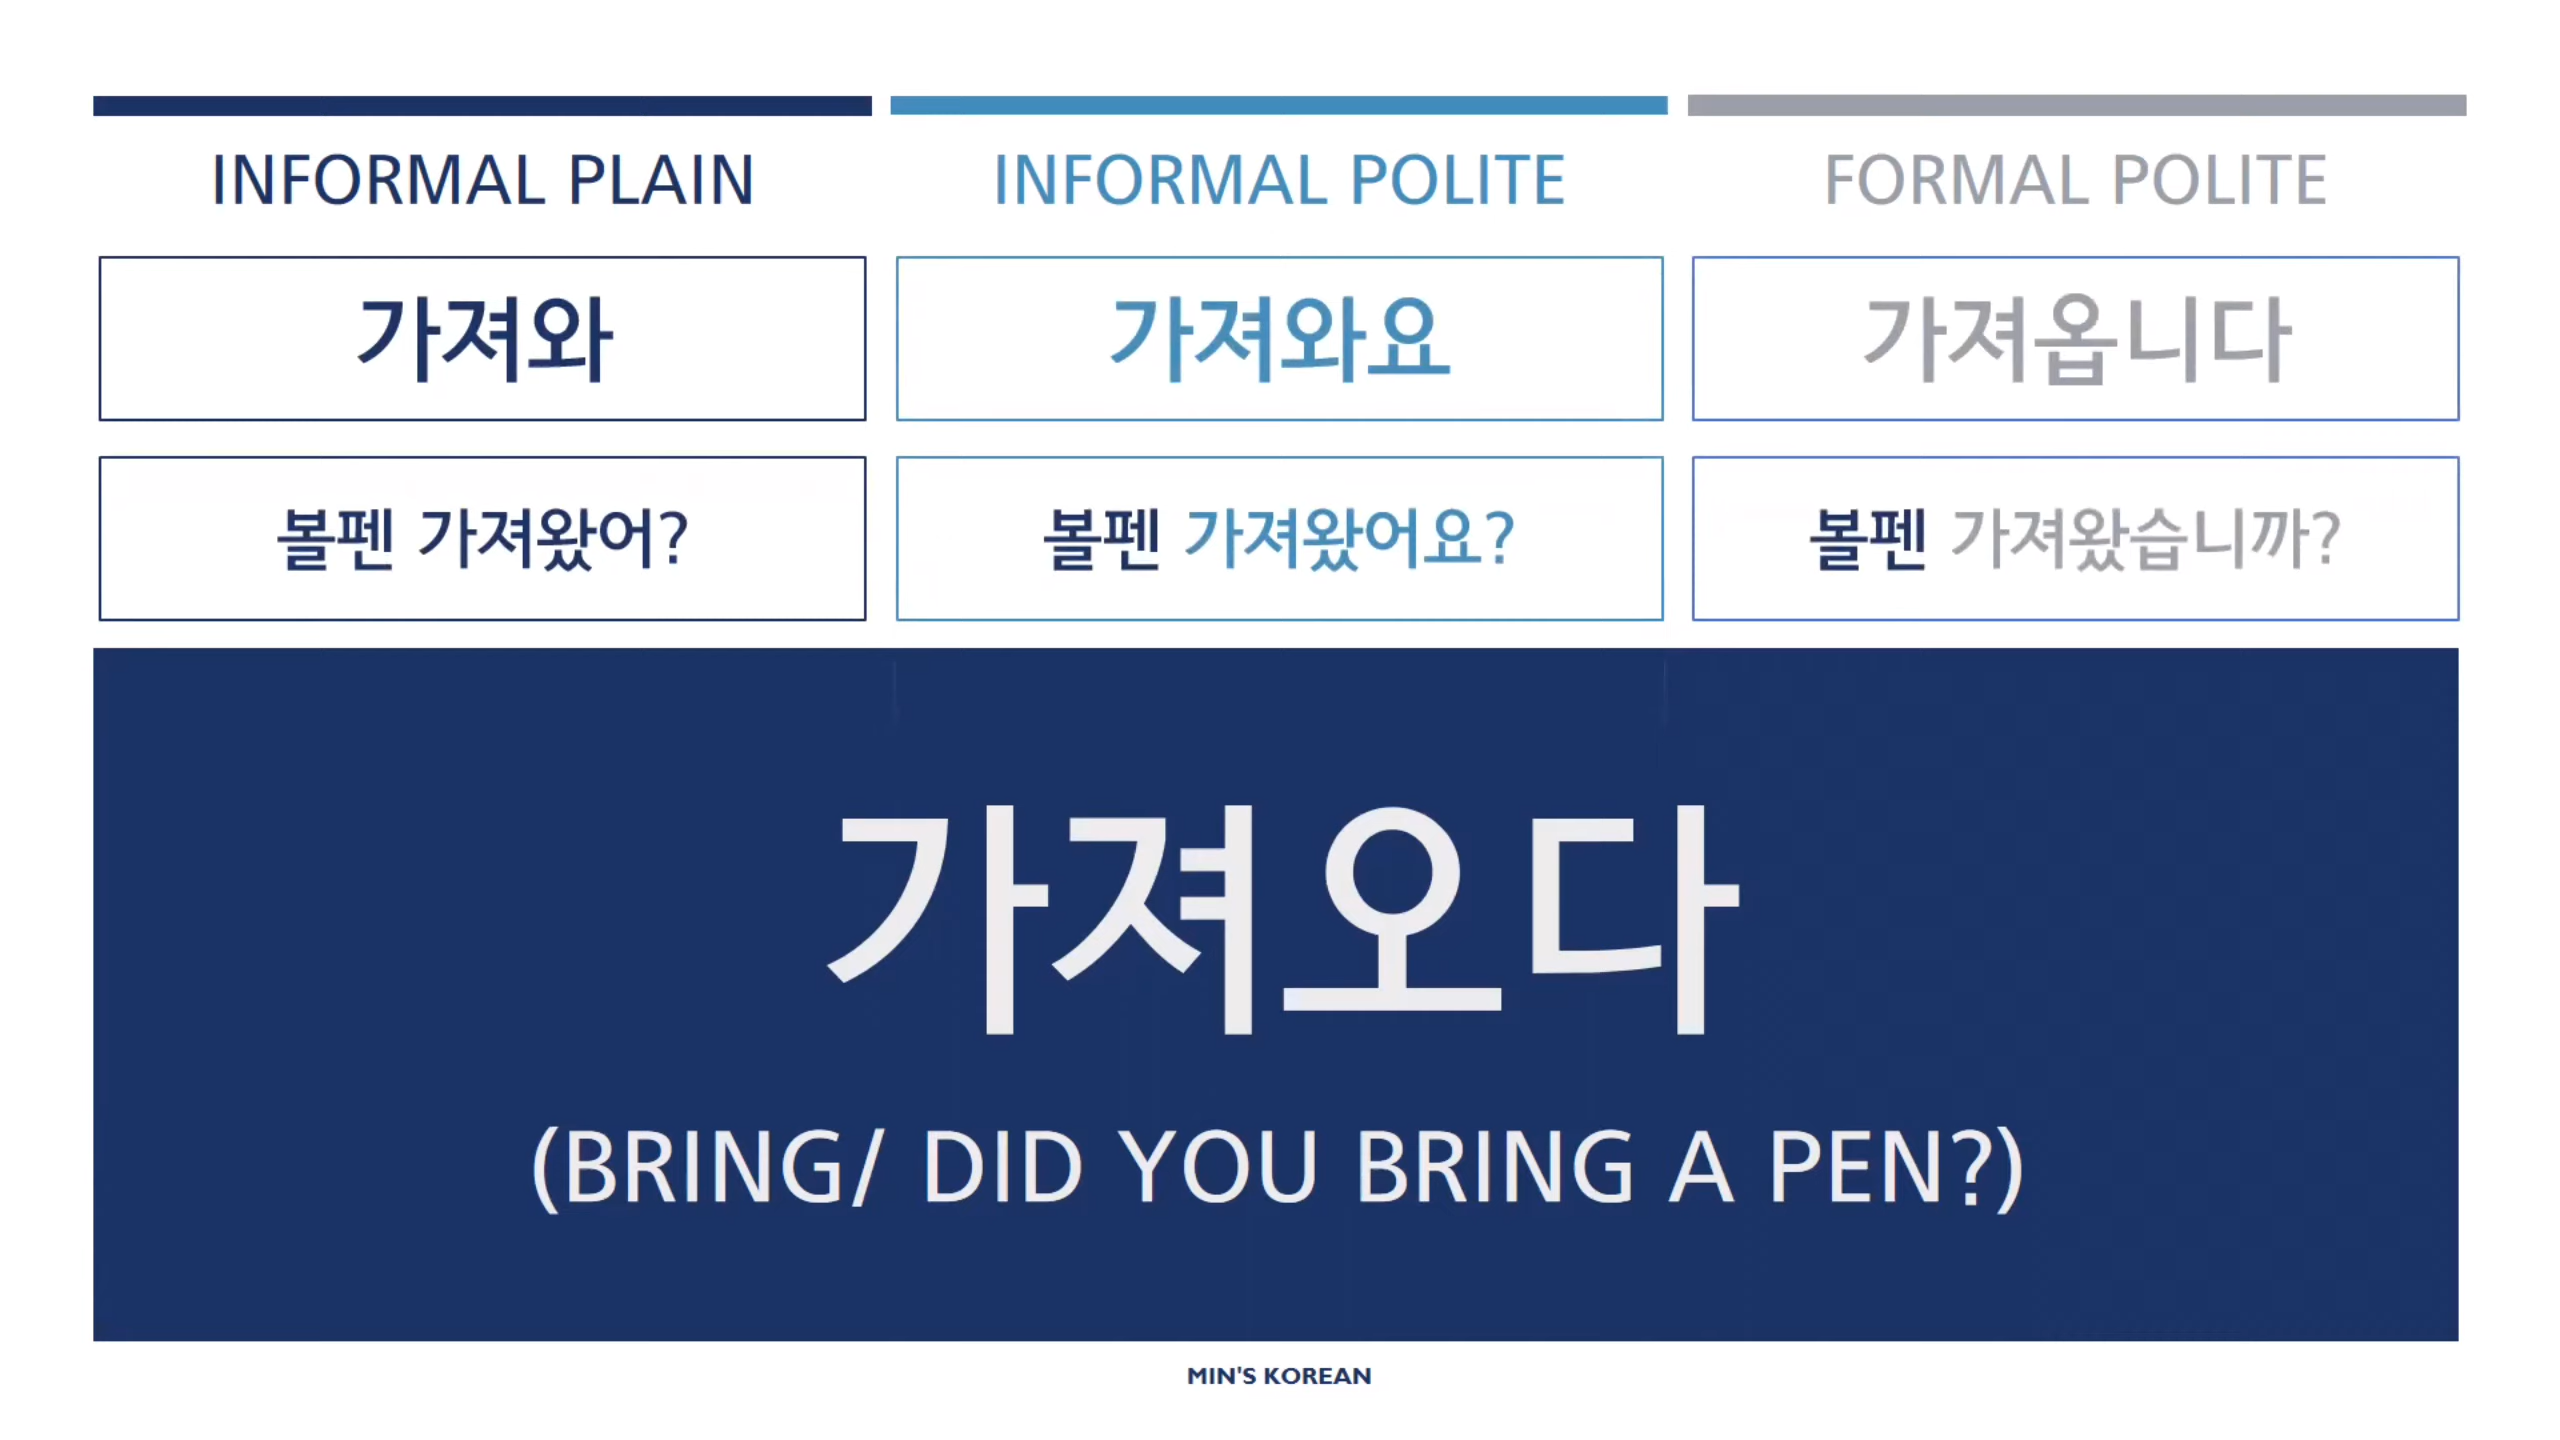 INFORMAL PLAIN
INFORMAL POLITE
FORMAL POLITE
가져와
가져와요
가져옵니다
볼펜 가져왔어?
볼펜 가져왔어요?
볼펜 가져왔습니까?
가져오다
(BRING/ DID YOU BRING A PEN?)
MIN'S KOREAN